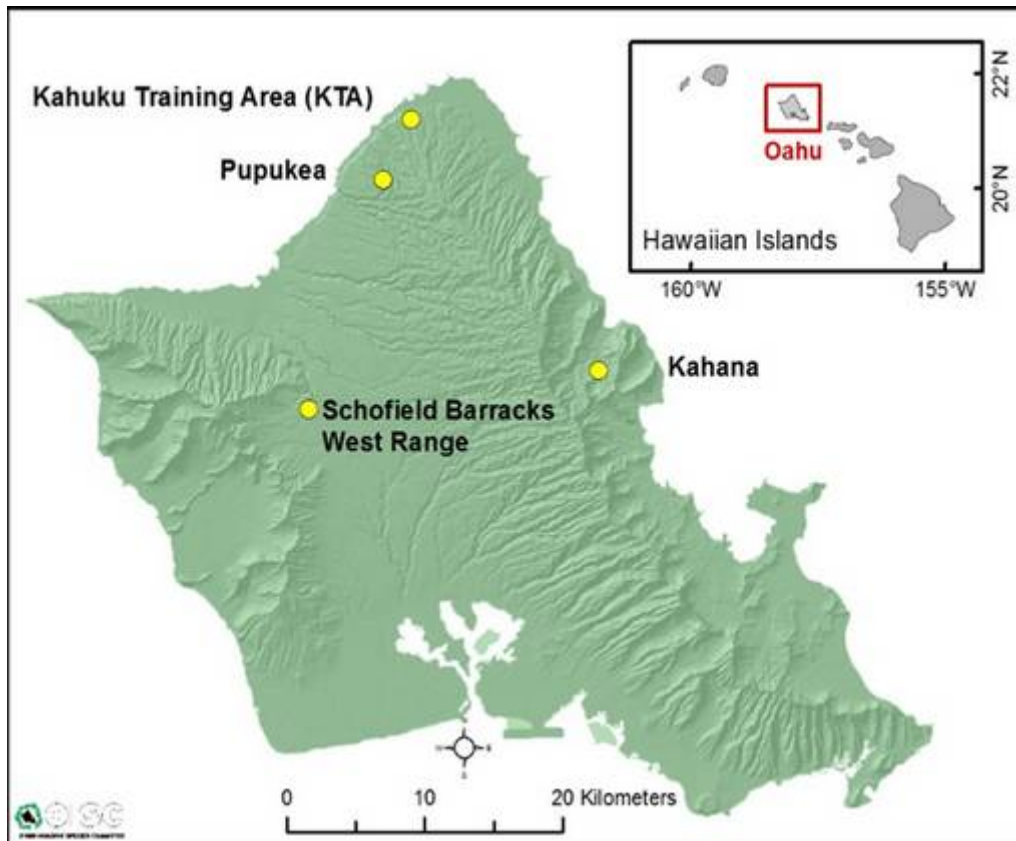 Kahuku Training Area (KTA)
Pupukea
Kahana
Schofield Barracks
West Range
Oahu
Hawaiian Islands
22°N
20°N
160°W
155°W
0 10 20 Kilometers